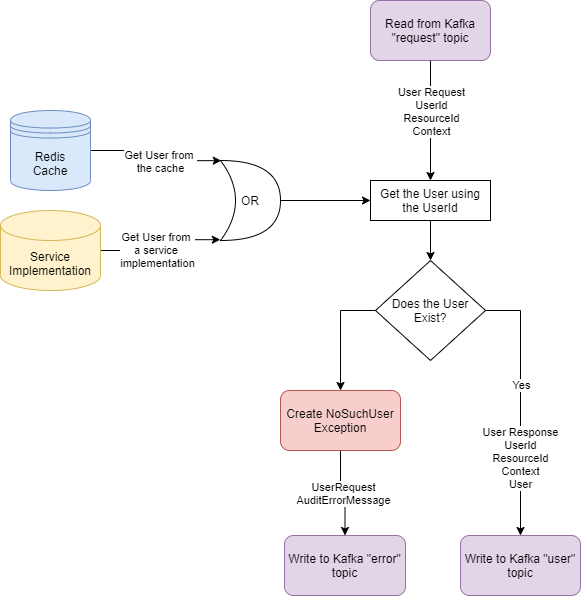 Read from Kafka
"request" topic
User Request
UserId
ResourceId
Context
Redis
Cache
Get User from
the cache
OR
Get the User using
the UserId
Service
Implementation
Get User from
a service
implementation
Does the User
Exist?
Yes
Create NoSuchUser
Exception
User Response
UserId
ResourceId
Context
User
UserRequest
AuditErrorMessage
Write to Kafka "error"
topic
Write to Kafka "user"
topic